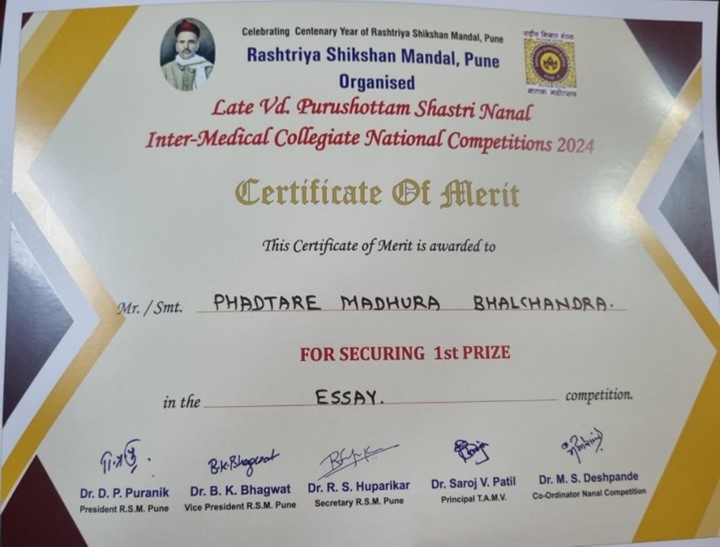 Celebrating Centenary Year of Rashtriya Shikshan Mandal, Pune
Rashtriya Shikshan Mandal, Pune
Organised
Late Vd. Purushottam Shastri Nanal
Inter-Medical Collegiate National Competitions 2024
Certificate Of Merit
This Certificate of Merit is awarded to
Mr. / Smt. PHADTARE MADHURA BHALCHANDRA.
FOR SECURING 1st PRIZE
in the ESSAY. competition.
B.K.Bhagwat
Dr. D. P. Puranik
President R.S.M. Pune
Dr. B. K. Bhagwat
Vice President R.S.M. Pune
Dr. R. S. Huparikar
Secretary R.S.M. Pune
Dr. Saroj V. Patil
Principal T.A.M.V.
Dr. M. S. Deshpande
Co-Ordinator Nanal Competition